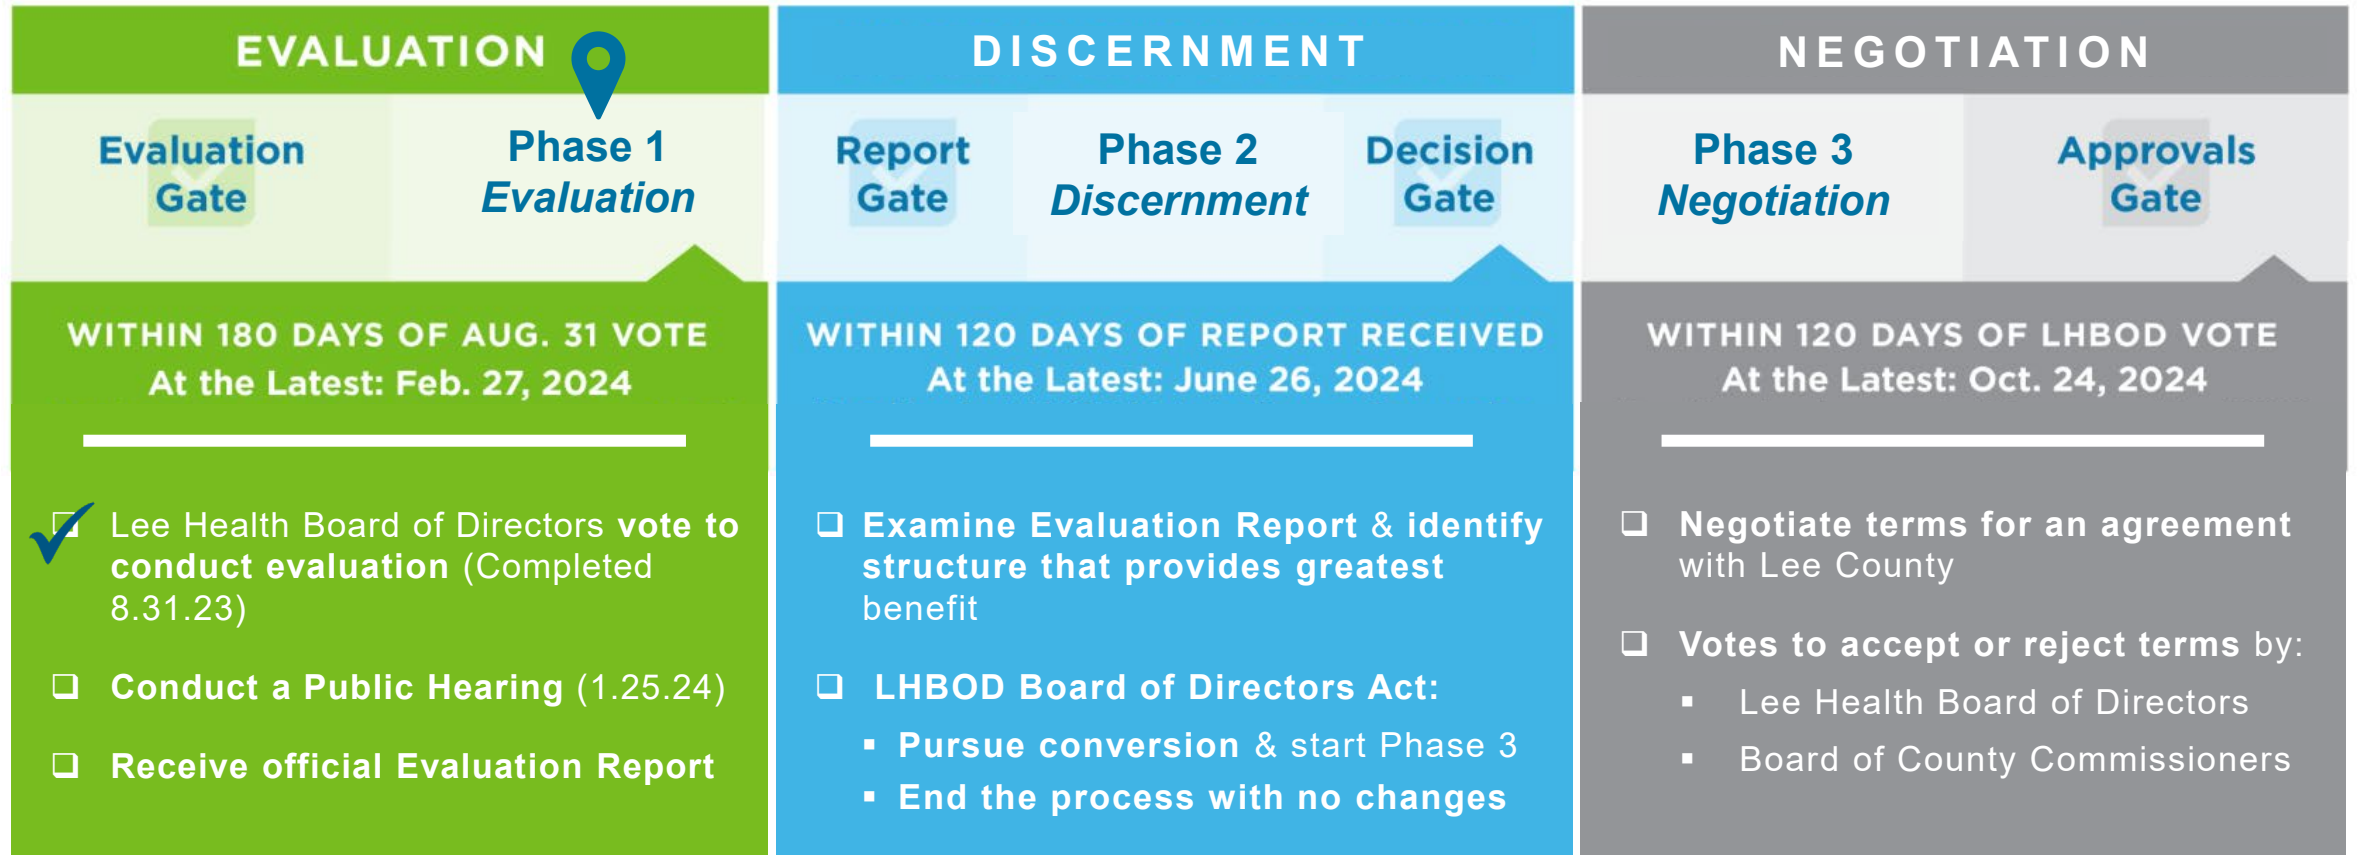 EVALUATION
Evaluation
Gate
Phase 1
Evaluation
WITHIN 180 DAYS OF AUG. 31 VOTE
At the Latest: Feb. 27, 2024
Lee Health Board of Directors vote to
conduct evaluation (Completed
8.31.23)
Conduct a Public Hearing (1.25.24)
Receive official Evaluation Report
DISCERNMENT
Report
Gate
Phase 2
Discernment
Decision
Gate
WITHIN 120 DAYS OF REPORT RECEIVED
At the Latest: June 26, 2024
Examine Evaluation Report & identify
structure that provides greatest
benefit
LHBOD Board of Directors Act:
Pursue conversion & start Phase 3
End the process with no changes
NEGOTIATION
Phase 3
Negotiation
Approvals
Gate
WITHIN 120 DAYS OF LHBOD VOTE
At the Latest: Oct. 24, 2024
Negotiate terms for an agreement
with Lee County
Votes to accept or reject terms by:
Lee Health Board of Directors
Board of County Commissioners